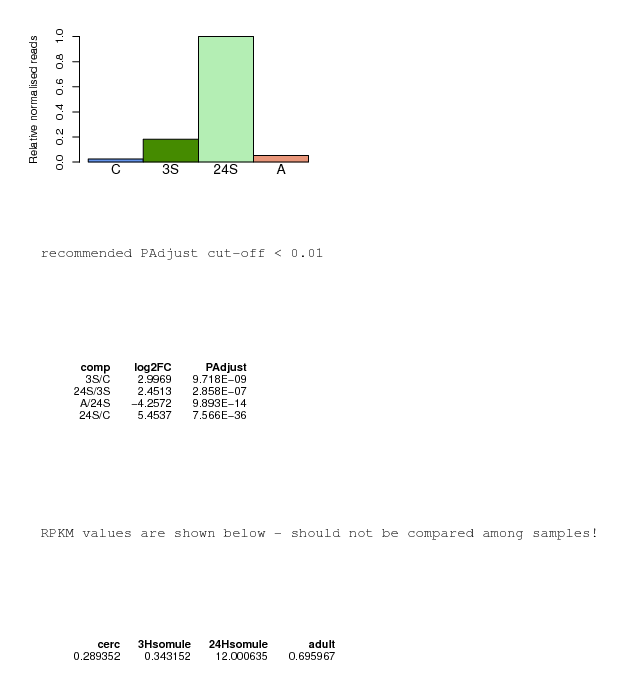 Relative normalised reads
1.0
0.8
0.6
0.4
0.2
0.0
C 3S 24S A
recommended PAdjust cut-off < 0.01
comp log2FC PAdjust
3S/C 2.9969 9.718E−09
24S/3S 2.4513 2.858E−07
A/24S −4.2572 9.893E−14
24S/C 5.4537 7.566E−36
RPKM values are shown below - should not be compared among samples!
cerc 3Hsomule 24Hsomule adult
0.289352 0.343152 12.000635 0.695967